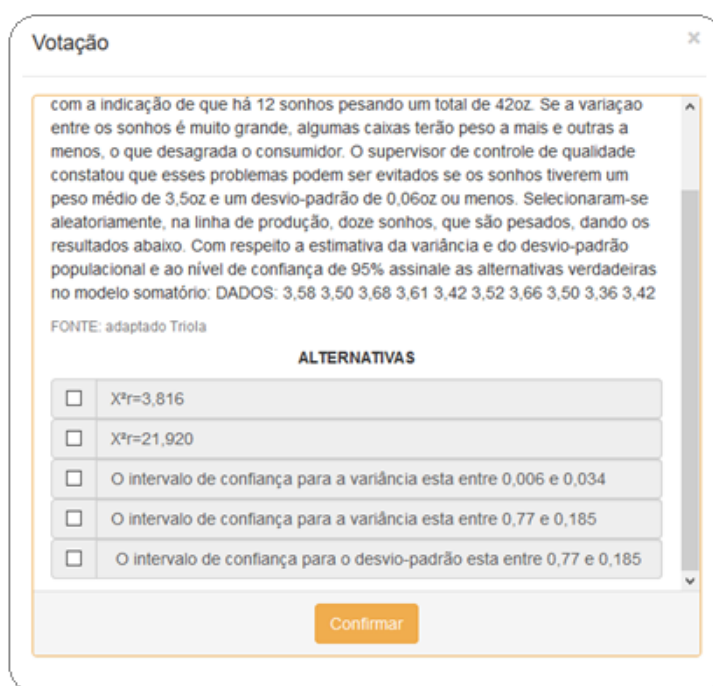 Votação
×
com a indicação de que há 12 sonhos pesando um total de 42oz. Se a variaçao
entre os sonhos é muito grande, algumas caixas terão peso a mais e outras a
menos, o que desagrada o consumidor. O supervisor de controle de qualidade
constatou que esses problemas podem ser evitados se os sonhos tiverem um
peso médio de 3,5oz e um desvio-padrão de 0,06oz ou menos. Selecionaram-se
aleatoriamente, na linha de produção, doze sonhos, que são pesados, dando os
resultados abaixo. Com respeito a estimativa da variância e do desvio-padrão
populacional e ao nível de confiança de 95% assinale as alternativas verdadeiras
no modelo somatório: DADOS: 3,58 3,50 3,68 3,61 3,42 3,52 3,66 3,50 3,36 3,42
FONTE: adaptado Triola
ALTERNATIVAS
X²r=3,816
X²r=21,920
O intervalo de confiança para a variância esta entre 0,006 e 0,034
O intervalo de confiança para a variância esta entre 0,77 e 0,185
O intervalo de confiança para o desvio-padrão esta entre 0,77 e 0,185
Confirmar